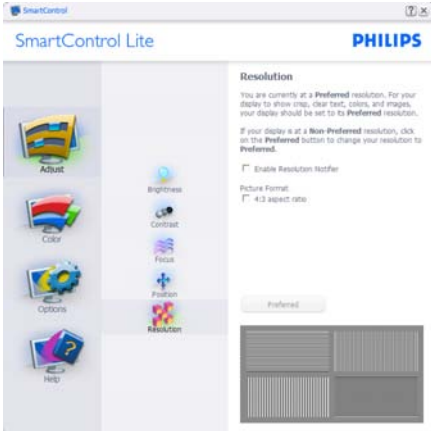 SmartControl
SmartControl Lite
PHILIPS
Adjust
Color
Options
Help
Brightness
Contrast
Focus
Position
Resolution
Resolution
You are currently at a Preferred resolution. For your
display to show crisp, clear text, colors, and images,
your display should be set to its Preferred resolution.
If your display is at a Non-Preferred resolution, click
on the Preferred button to change your resolution to
Preferred.
Enable Resolution Notifier
Picture Format
4:3 aspect ratio
Preferred